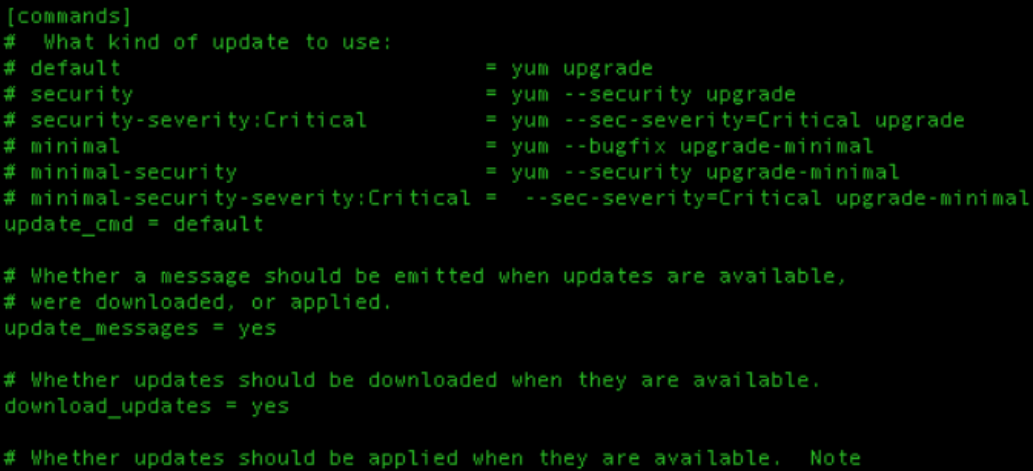 [commands]
#  What kind of update to use:
# default                            = yum upgrade
# security                           = yum --security upgrade
# security-severity:Critical         = yum --sec-severity=Critical upgrade
# minimal                            = yum --bugfix upgrade-minimal
# minimal-security                   = yum --security upgrade-minimal
# minimal-security-severity:Critical =  --sec-severity=Critical upgrade-minimal
update_cmd = default
# Whether a message should be emitted when updates are available,
# were downloaded, or applied.
update_messages = yes
# Whether updates should be downloaded when they are available.
download_updates = yes
# Whether updates should be applied when they are available.  Note